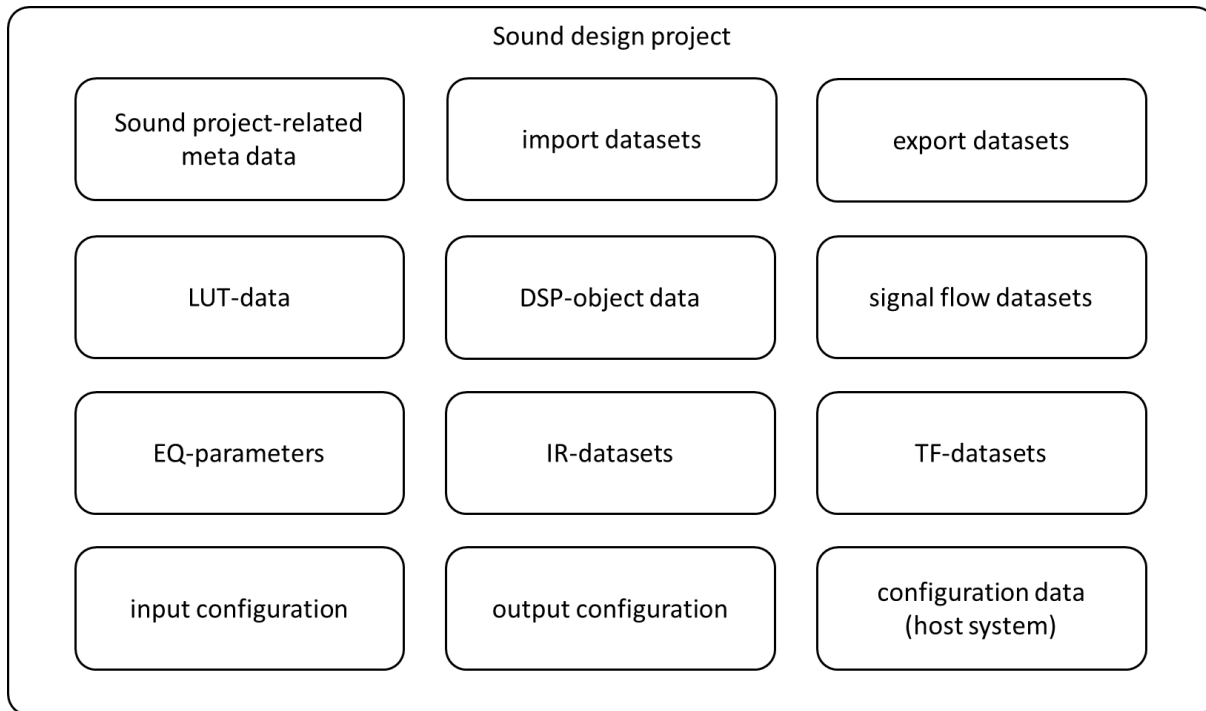 Sound design project
Sound project-related
meta data
import datasets
export datasets
LUT-data
DSP-object data
signal flow datasets
EQ-parameters
IR-datasets
TF-datasets
input configuration
output configuration
configuration data
(host system)